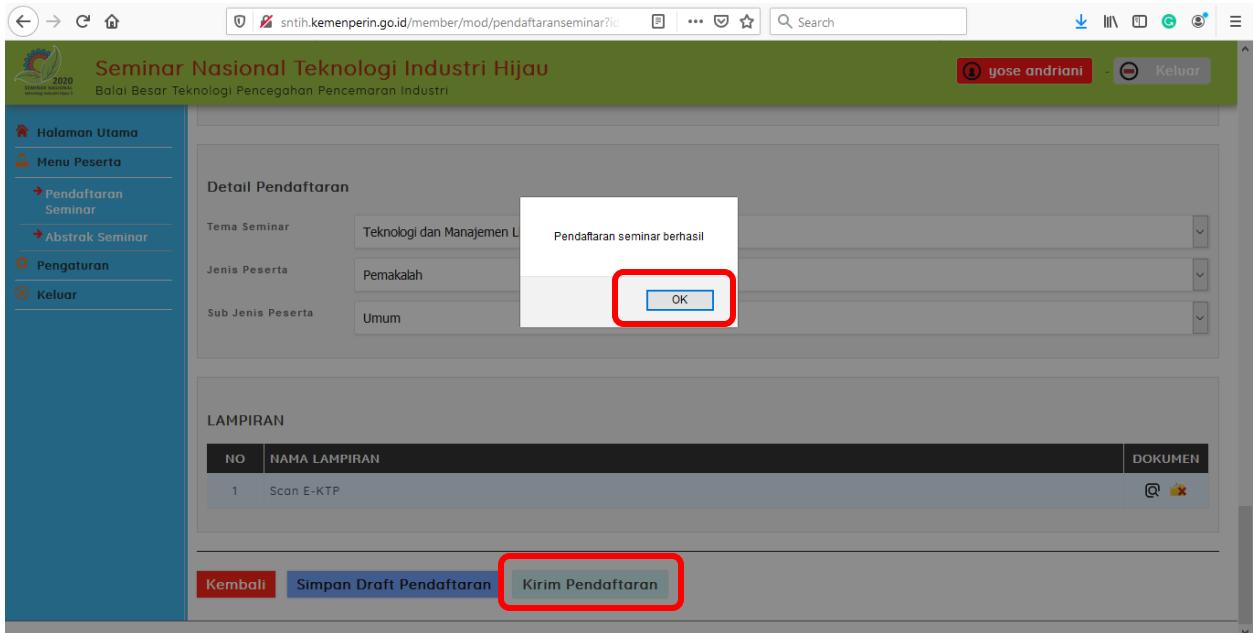 sntih.kemenperin.go.id/member/mod/pendaftaranseminar?id
Search
2020
SEMINAR NASIONAL
Seminar Nasional Teknologi Industri Hijau
Balai Besar Teknologi Pencegahan Pencemaran Industri
yose andriani
- Keluar
Halaman Utama
Menu Peserta
Pendaftaran
Seminar
Abstrak Seminar
Pengaturan
Keluar
Detail Pendaftaran
Tema Seminar
Teknologi dan Manajemen L
Jenis Peserta
Pemakalah
Sub Jenis Peserta
Umum
Pendaftaran seminar berhasil
OK
LAMPIRAN
NO NAMA LAMPIRAN DOKUMEN
1 Scan E-KTP
Kembali Simpan Draft Pendaftaran Kirim Pendaftaran